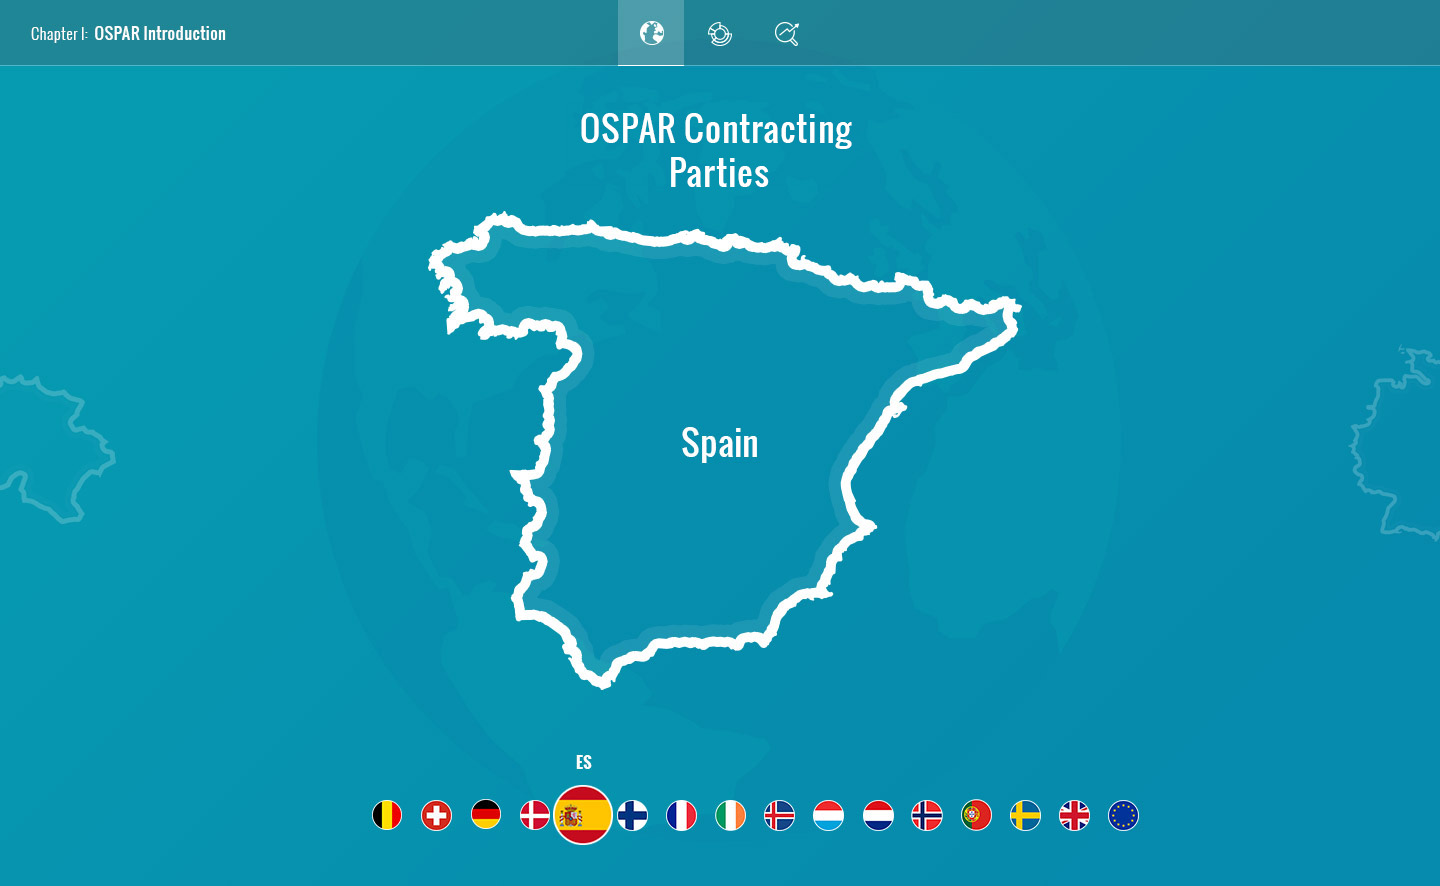 Chapter I: OSPAR Introduction
OSPAR Contracting
Parties
Spain
ES